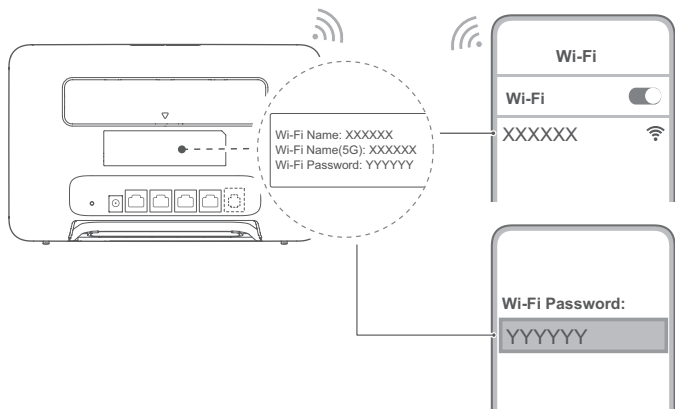 Wi-Fi
Wi-Fi
XXXXXX
Wi-Fi Name: XXXXXX
Wi-Fi Name(5G): XXXXXX
Wi-Fi Password: YYYYYY
Wi-Fi Password:
YYYYYY